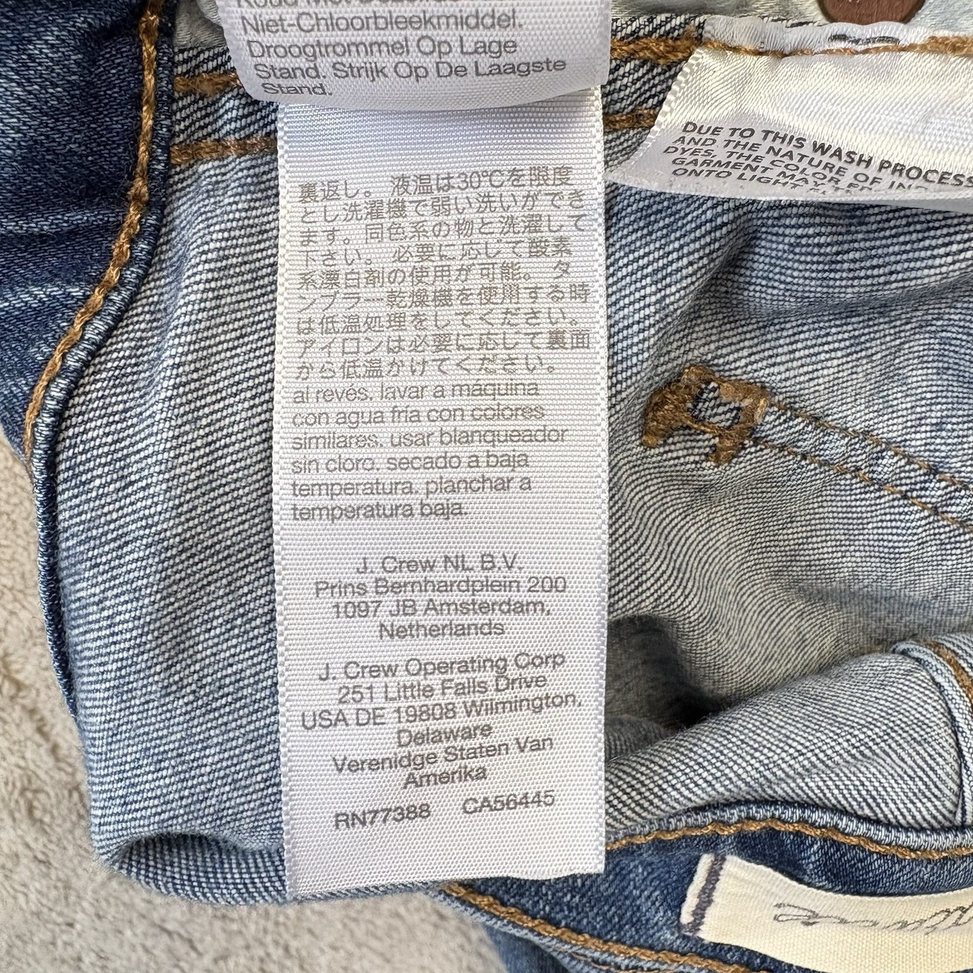 Niet-Chloorbleekmiddel.
Droogtrommel Op Lage
Stand. Strijk Op De Laagste
Stand.
DUE TO THIS WASH PROCESS
AND THE NATURE OF
DYES, THE COLOR OF
GARMENT MAY
ONTO LIGHT
裏返し。 液温は30℃を限度
とし洗濯機で弱い洗いができ
ます。同色系の物と洗濯して
下さい。 必要に応じて酸素
系漂白剤の使用が可能。 タ
ンブラー乾燥機を使用する時
は低温処理をしてください。
アイロンは必要に応じて裏面
から低温かけてください。
al revés. lavar a máquina
con agua fria con colores
similares. usar blanqueador
sin cloro. secado a baja
temperatura. planchar a
temperatura baja.
J. Crew NL B.V.
Prins Bernhardplein 200
1097 JB Amsterdam,
Netherlands
J. Crew Operating Corp
251 Little Falls Drive
USA DE 19808 Wilmington,
Delaware
Verenidge Staten Van
Amerika
RN77388 CA56445